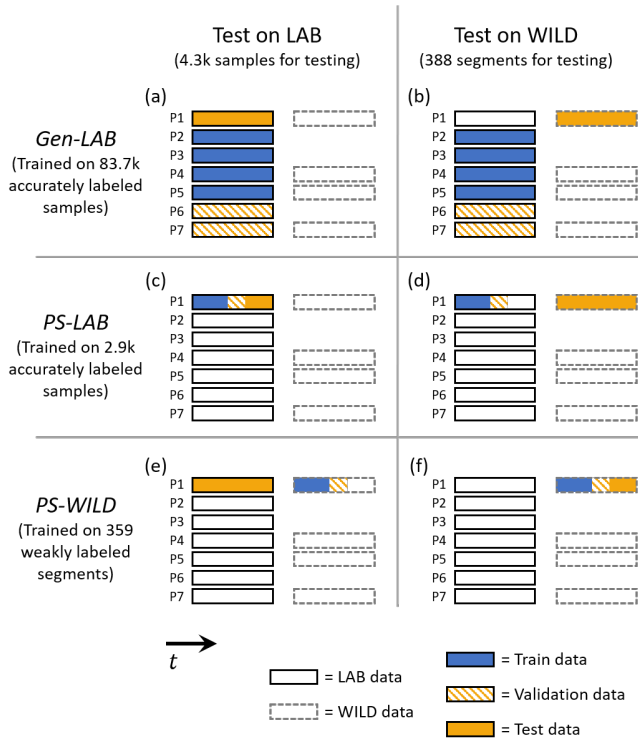 Test on LAB
(4.3k samples for testing)
Test on WILD
(388 segments for testing)
Gen-LAB
(Trained on 83.7k
accurately labeled
samples)
(a)
P1
P2
P3
P4
P5
P6
P7
(b)
P1
P2
P3
P4
P5
P6
P7
PS-LAB
(Trained on 2.9k
accurately labeled
samples)
(c)
P1
P2
P3
P4
P5
P6
P7
(d)
P1
P2
P3
P4
P5
P6
P7
PS-WILD
(Trained on 359
weakly labeled
segments)
(e)
P1
P2
P3
P4
P5
P6
P7
(f)
P1
P2
P3
P4
P5
P6
P7
t
= LAB data
= WILD data
= Train data
= Validation data
= Test data